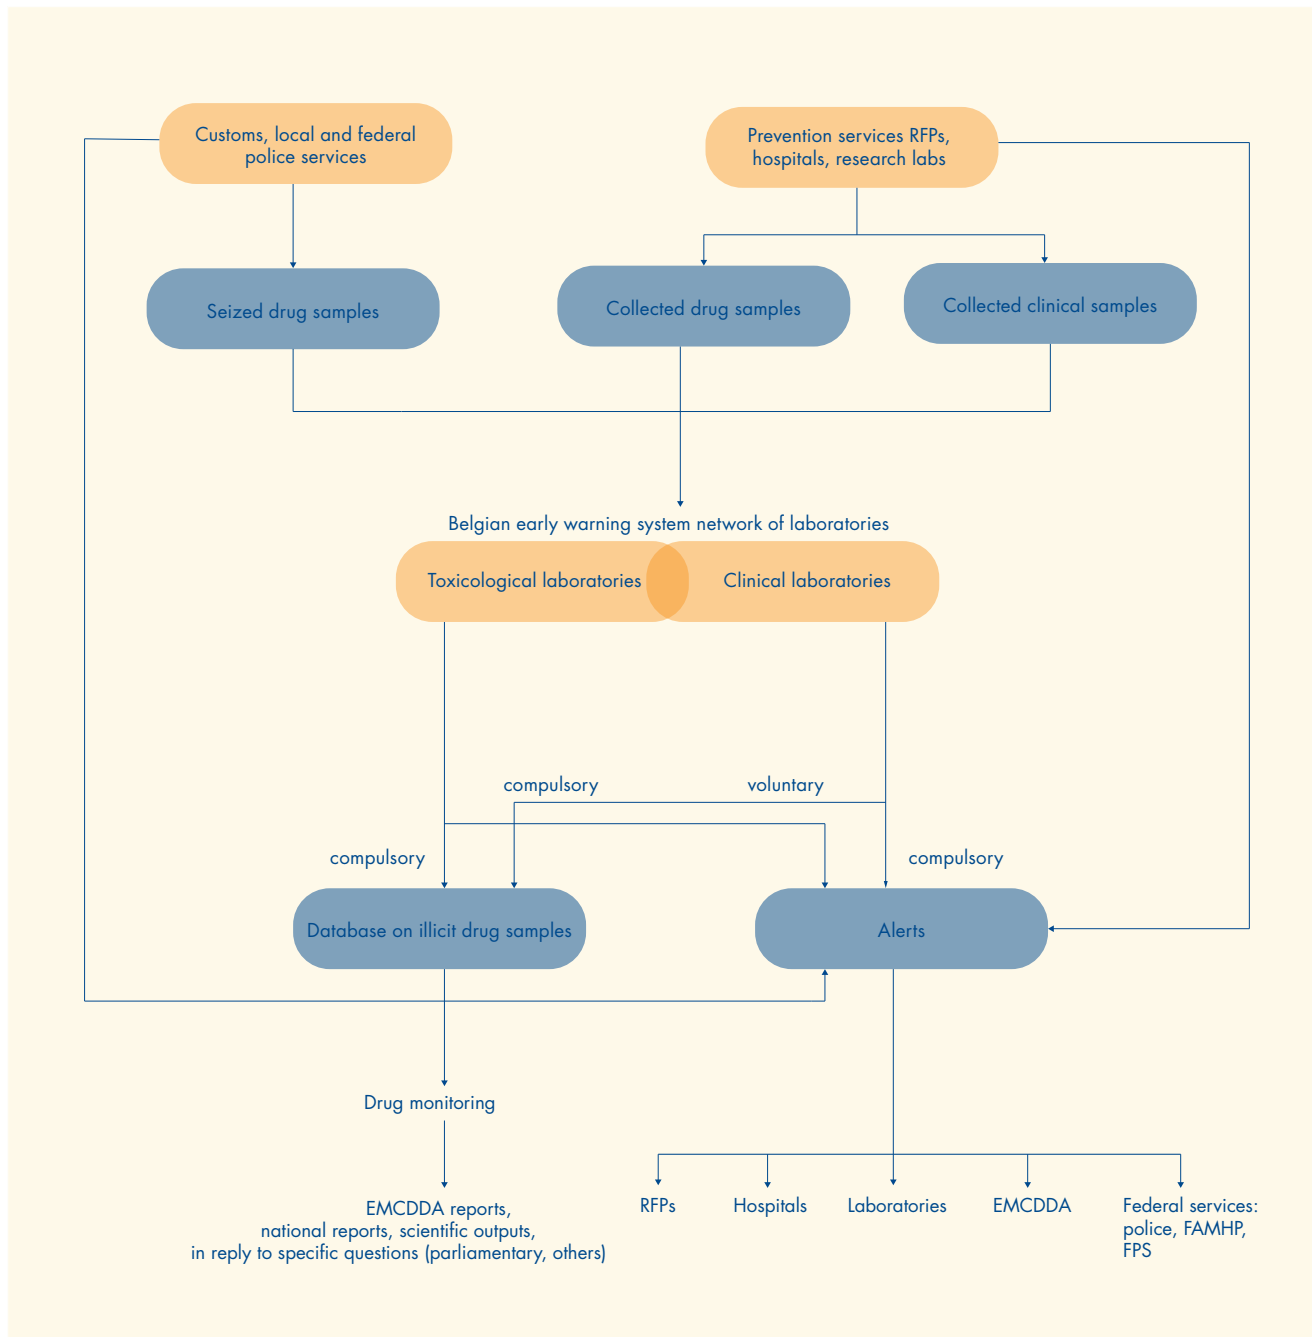 Customs, local and federal
police services
Prevention services RFPs,
hospitals, research labs
Seized drug samples
Collected drug samples
Collected clinical samples
Belgian early warning system network of laboratories
Toxicological laboratories
Clinical laboratories
compulsory
voluntary
compulsory
compulsory
Database on illicit drug samples
Alerts
Drug monitoring
EMCDDA reports,
national reports, scientific outputs,
in reply to specific questions (parliamentary, others)
RFPs
Hospitals
Laboratories
EMCDDA
Federal services:
police, FAMHP,
FPS